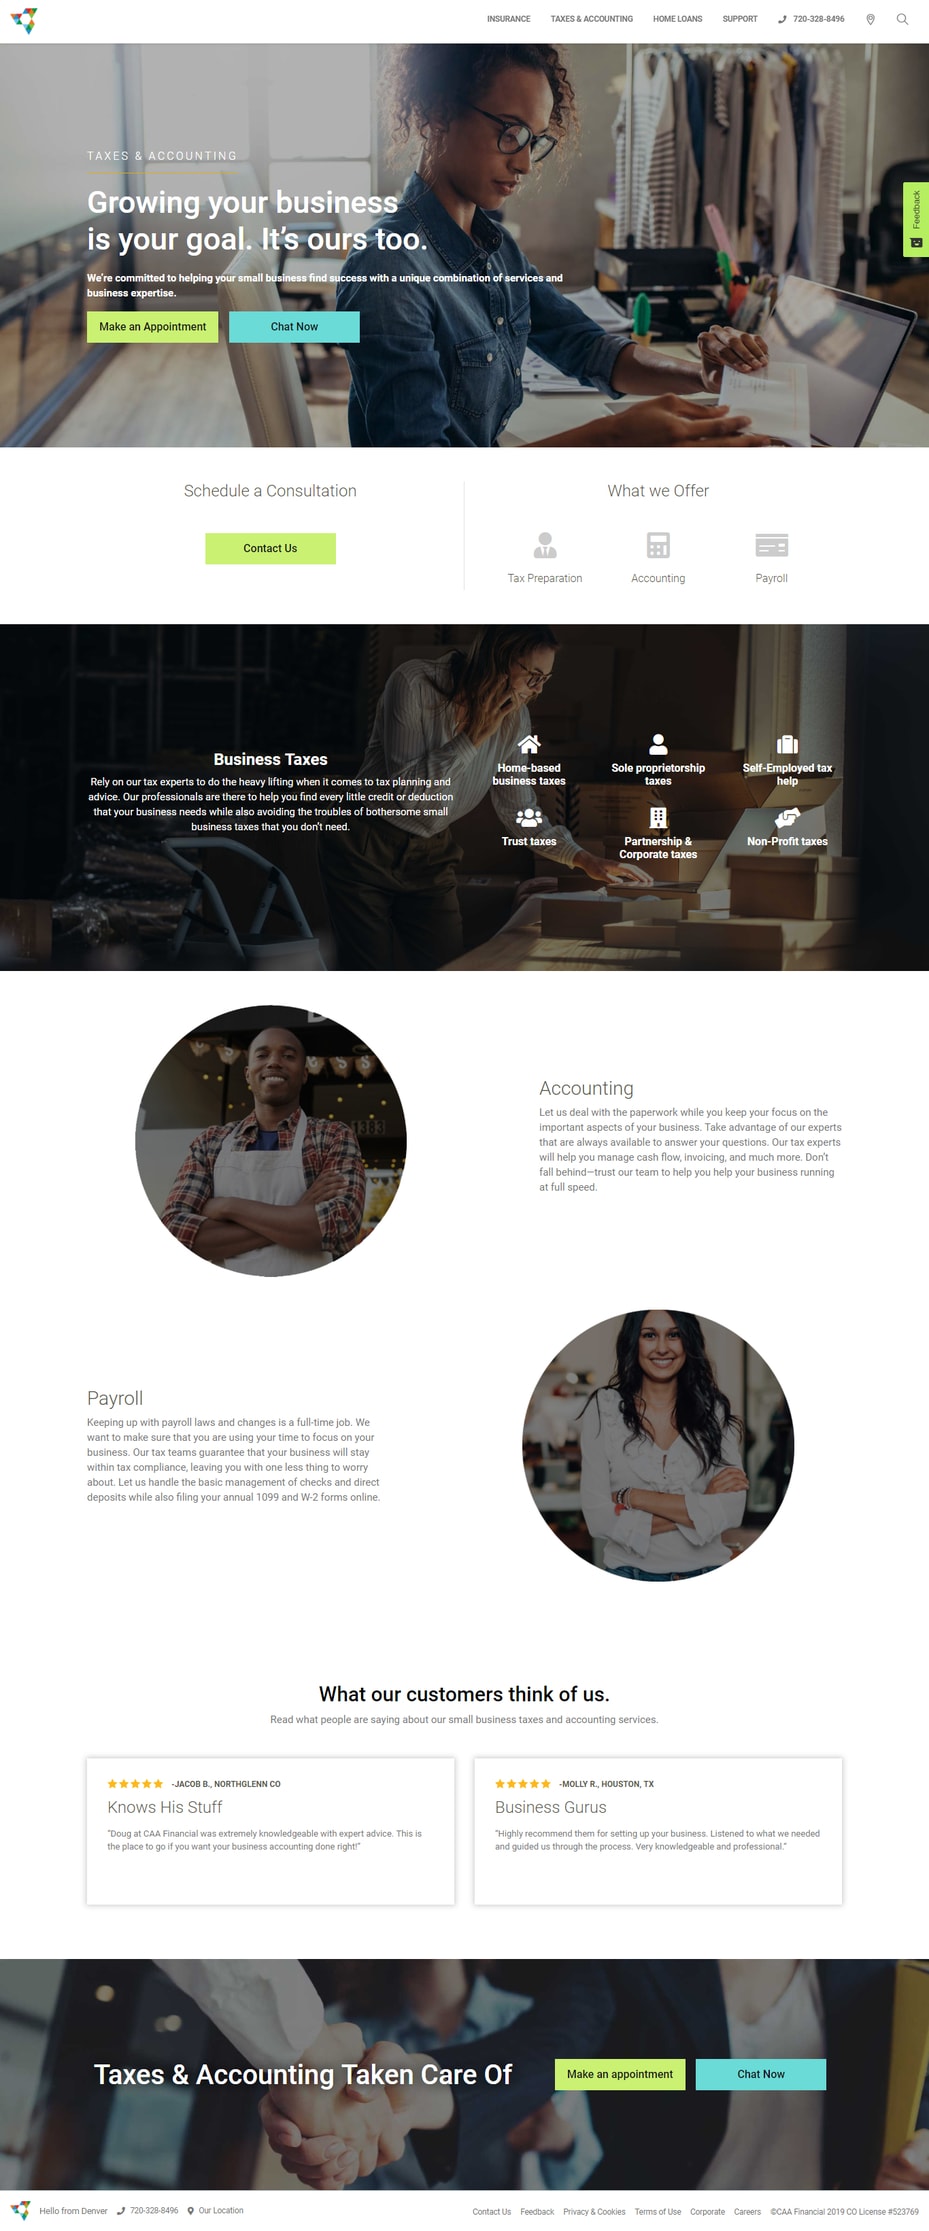 INSURANCE TAXES & ACCOUNTING HOME LOANS SUPPORT 720-328-8496
Feedback
TAXES & ACCOUNTING
Growing your business
is your goal. It's ours too.
We're committed to helping your small business find success with a unique combination of services and
business expertise.
Make an Appointment Chat Now
Schedule a Consultation
Contact Us
What we Offer
Tax Preparation Accounting Payroll
Business Taxes
Rely on our tax experts to do the heavy lifting when it comes to tax planning and
advice. Our professionals are there to help you find every little credit or deduction
that your business needs while also avoiding the troubles of bothersome small
business taxes that you don't need.
Home-based
business taxes
Sole proprietorship
taxes
Self-Employed tax
help
Trust taxes
Partnership &
Corporate taxes
Non-Profit taxes
1383
Accounting
Let us deal with the paperwork while you keep your focus on the
important aspects of your business. Take advantage of our experts
that are always available to answer your questions. Our tax experts
will help you manage cash flow, invoicing, and much more. Don't
fall behind—trust our team to help you help your business running
at full speed.
Payroll
Keeping up with payroll laws and changes is a full-time job. We
want to make sure that you are using your time to focus on your
business. Our tax teams guarantee that your business will stay
within tax compliance, leaving you with one less thing to worry
about. Let us handle the basic management of checks and direct
deposits while also filing your annual 1099 and W-2 forms online.
What our customers think of us.
Read what people are saying about our small business taxes and accounting services.
-JACOB B., NORTHGLENN CO
Knows His Stuff
“Doug at CAA Financial was extremely knowledgeable with expert advice. This is
the place to go if you want your business accounting done right!”
-MOLLY R., HOUSTON, TX
Business Gurus
“Highly recommend them for setting up your business. Listened to what we needed
and guided us through the process. Very knowledgeable and professional.”
Taxes & Accounting Taken Care Of
Make an appointment Chat Now
Hello from Denver 720-328-8496 Our Location
Contact Us Feedback Privacy & Cookies Terms of Use Corporate Careers ©CAA Financial 2019 CO License #523769